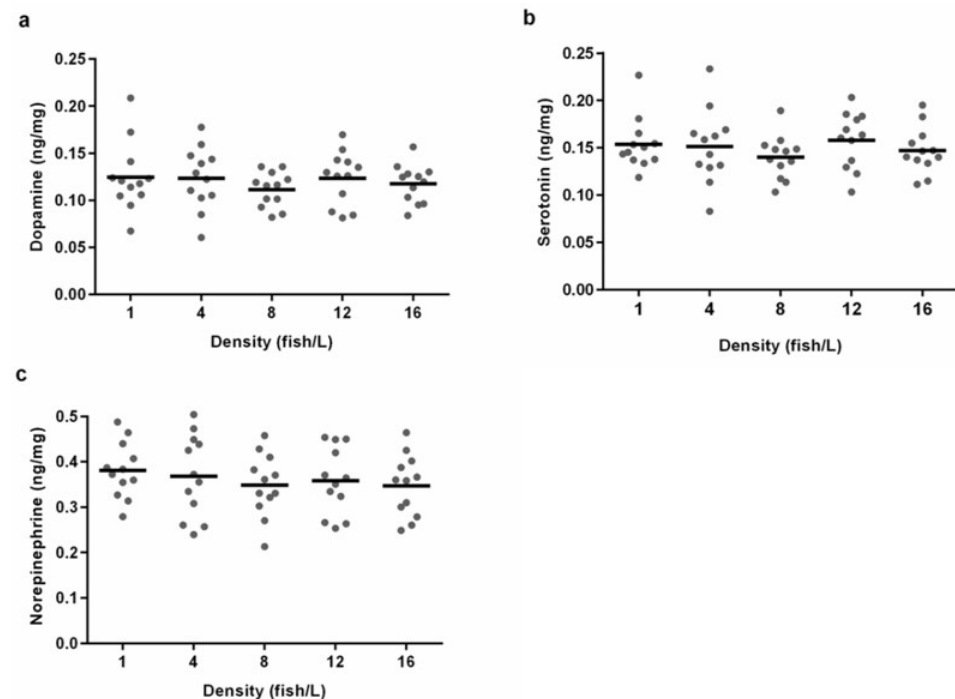 a
0.25
0.20
0.15
0.10
0.05
0.00
Dopamine (ng/mg)
1 4 8 12 16
Density (fish/L)
b
0.25
0.20
0.15
0.10
0.05
0.00
Serotonin (ng/mg)
1 4 8 12 16
Density (fish/L)
c
0.5
0.4
0.3
0.2
0.1
0.0
Norepinephrine (ng/mg)
1 4 8 12 16
Density (fish/L)